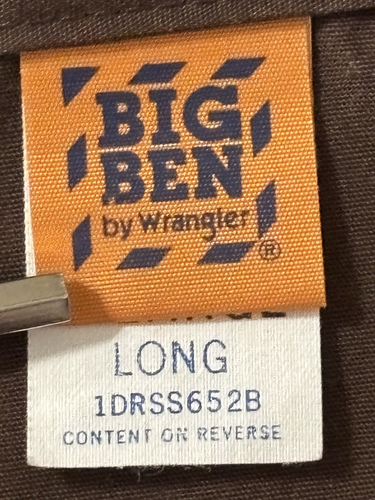 BIG
BEN
by Wrangler
®
LONG
1DRSS652B
CONTENT ON REVERSE